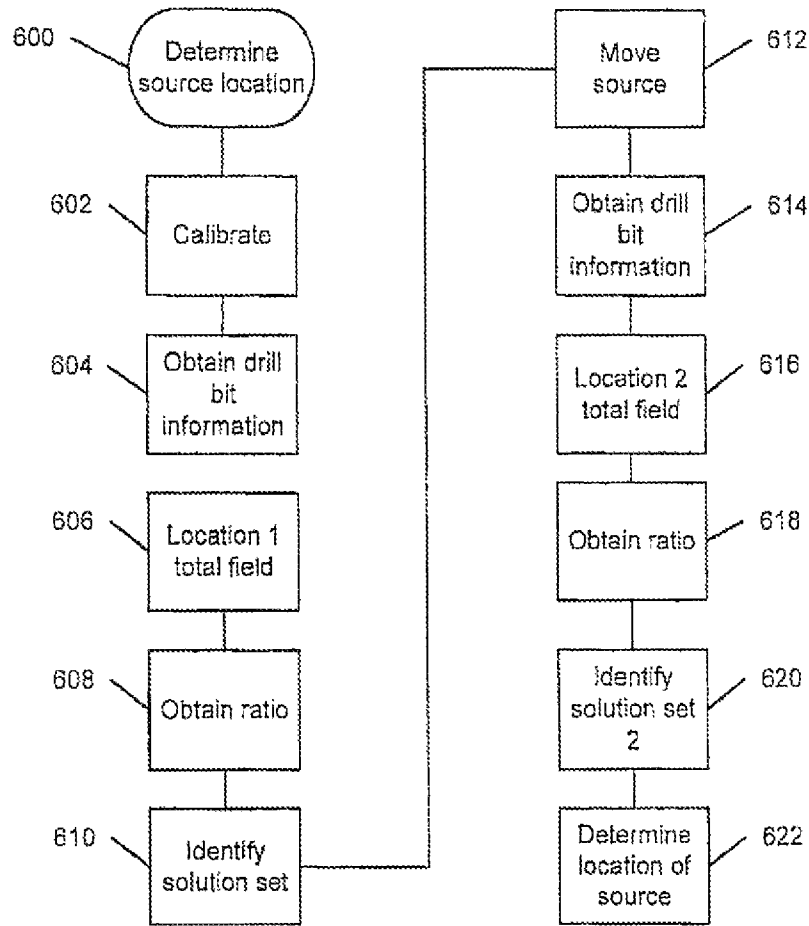 600
Determine
source location
602
Calibrate
604
Obtain drill
bit
information
606
Location 1
total field
608
Obtain ratio
610
Identify
solution set
Move
source
612
Obtain drill
bit
information
614
Location 2
total field
616
Obtain ratio
618
Identify
solution set
2
620
Determine
location of
source
622